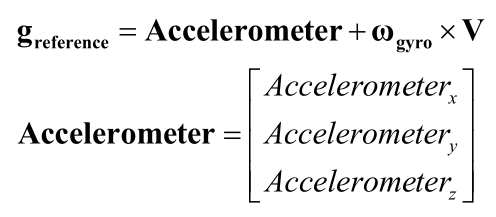 g_reference = Accelerometer + ω_gyro × V
Accelerometer = [ Accelerometer_x
Accelerometer_y
Accelerometer_z ]